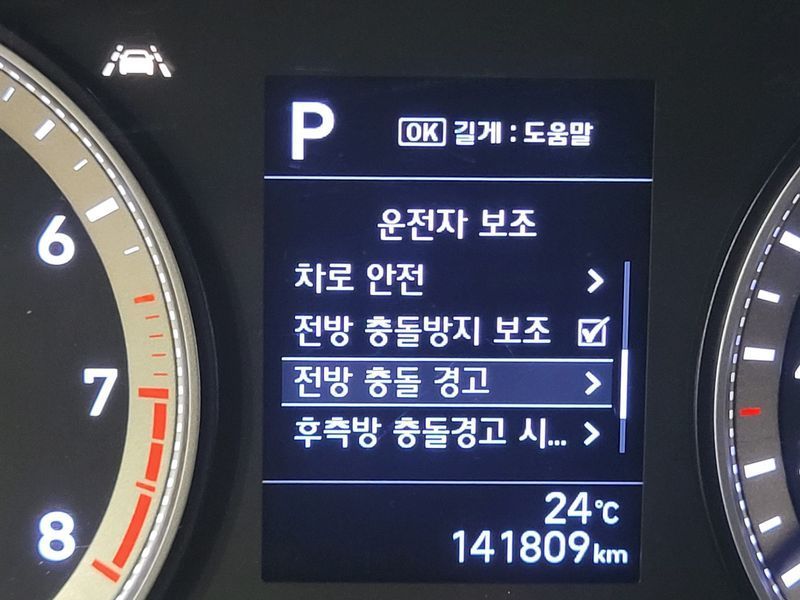 P
OK 길게 : 도움말
운전자 보조
차로 안전
전방 충돌방지 보조
전방 충돌 경고
후측방 충돌경고 시...
24°C
141809km
6
7
8